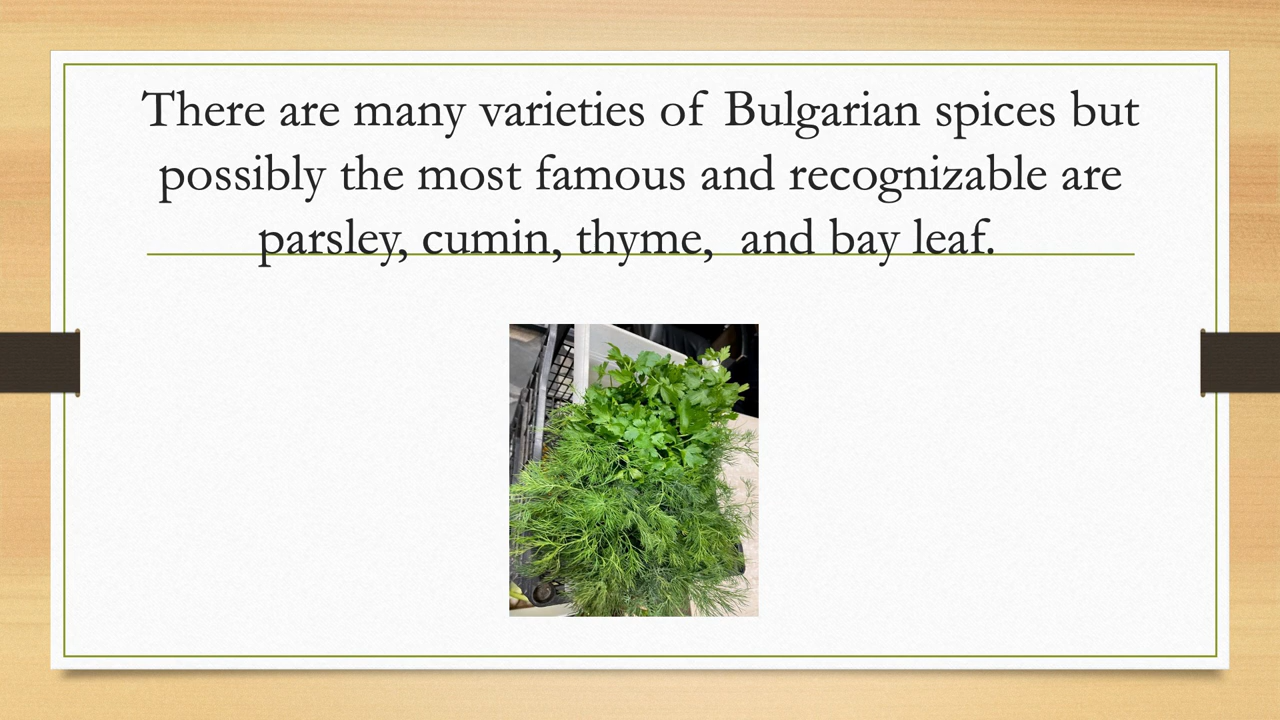 There are many varieties of Bulgarian spices but
possibly the most famous and recognizable are
parsley, cumin, thyme,  and bay leaf.